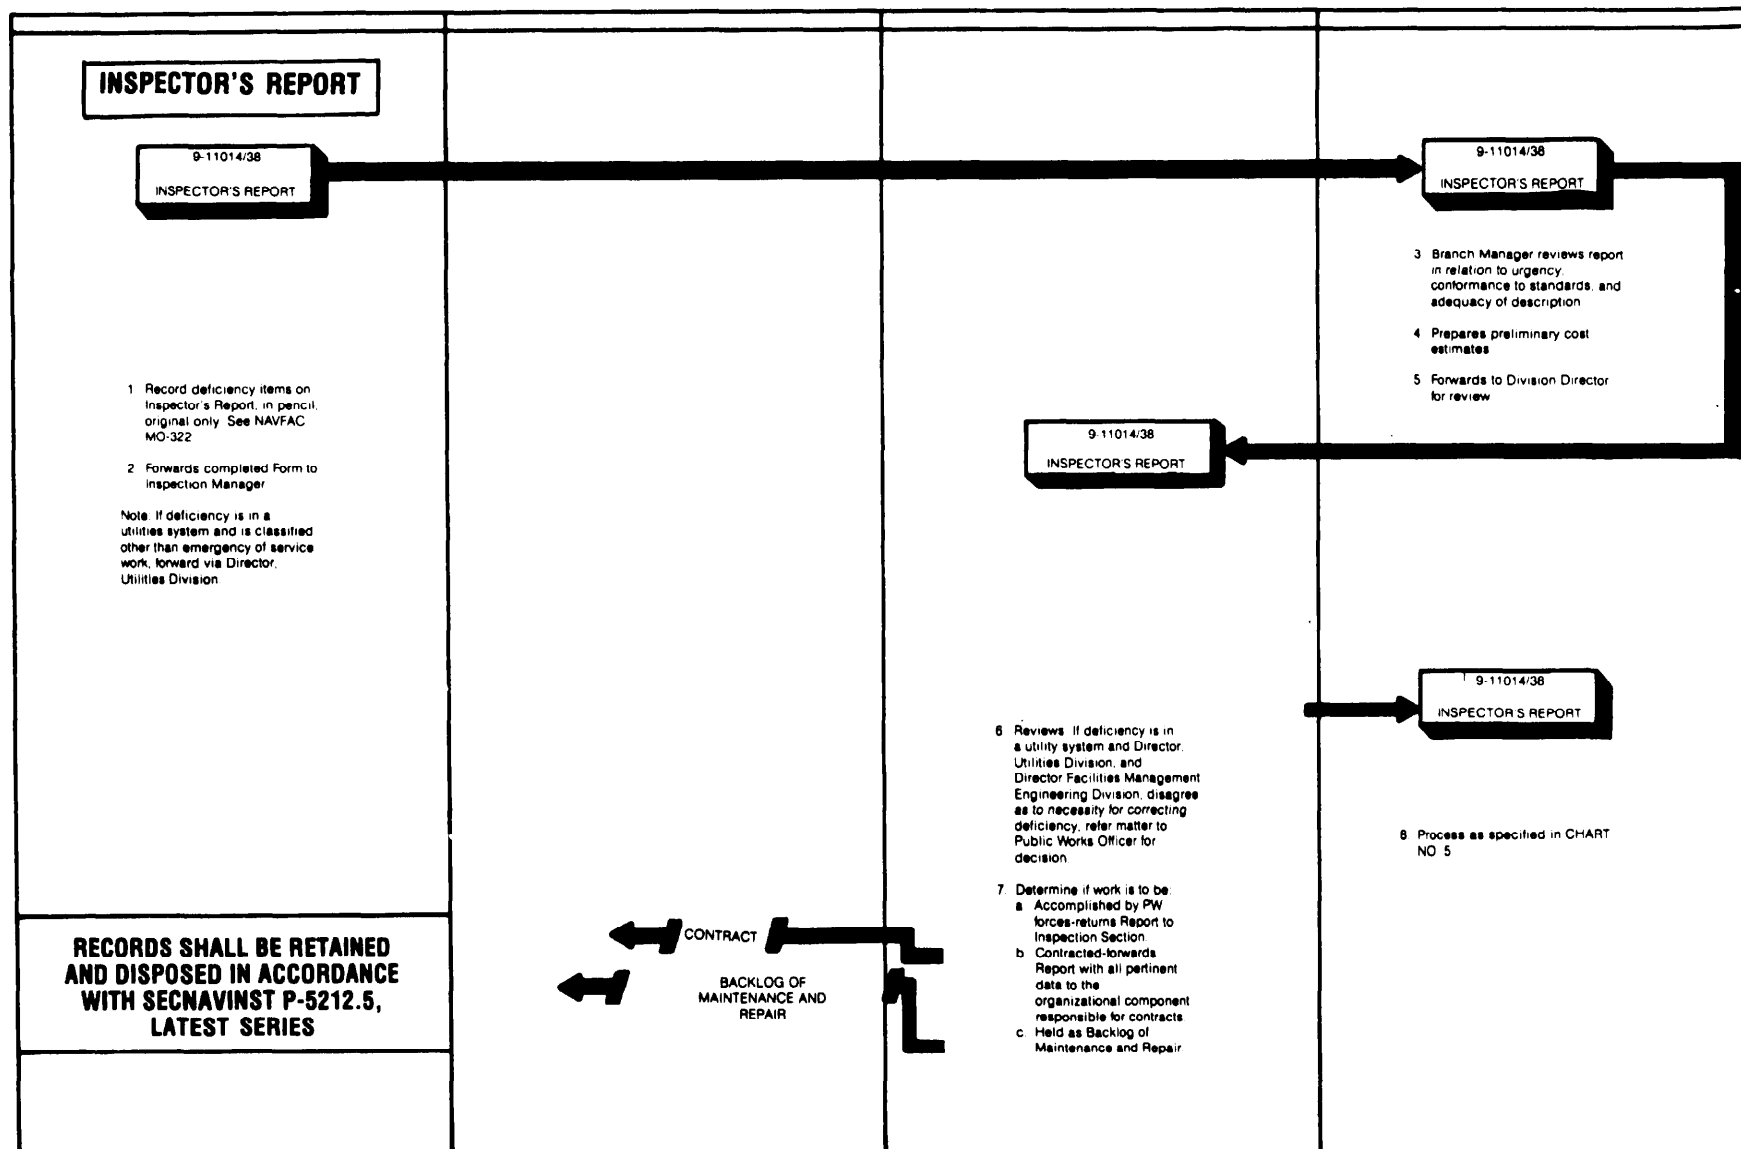 INSPECTOR'S REPORT
9-11014/38
INSPECTOR'S REPORT
1 Record deficiency items on
Inspector's Report, in pencil,
original only See NAVFAC
MO-322
2 Forwards completed Form to
Inspection Manager
Note: If deficiency is in a
utilities system and is classified
other than emergency of service
work, forward via Director,
Utilities Division
RECORDS SHALL BE RETAINED
AND DISPOSED IN ACCORDANCE
WITH SECNAVINST P-5212.5,
LATEST SERIES
CONTRACT
BACKLOG OF
MAINTENANCE AND
REPAIR
9-11014/38
INSPECTOR'S REPORT
6 Reviews If deficiency is in
a utility system and Director,
Utilities Division, and
Director Facilities Management
Engineering Division, disagree
as to necessity for correcting
deficiency, refer matter to
Public Works Officer for
decision
7. Determine if work is to be:
a Accomplished by PW
forces-returns Report to
Inspection Section.
b Contracted-forwards
Report with all pertinent
data to the
organizational component
responsible for contracts.
c. Held as Backlog of
Maintenance and Repair
9-11014/38
INSPECTOR'S REPORT
3 Branch Manager reviews report
in relation to urgency,
conformance to standards, and
adequacy of description
4 Prepares preliminary cost
estimates
5 Forwards to Division Director
for review
9-11014/38
INSPECTOR'S REPORT
8 Process as specified in CHART
NO 5